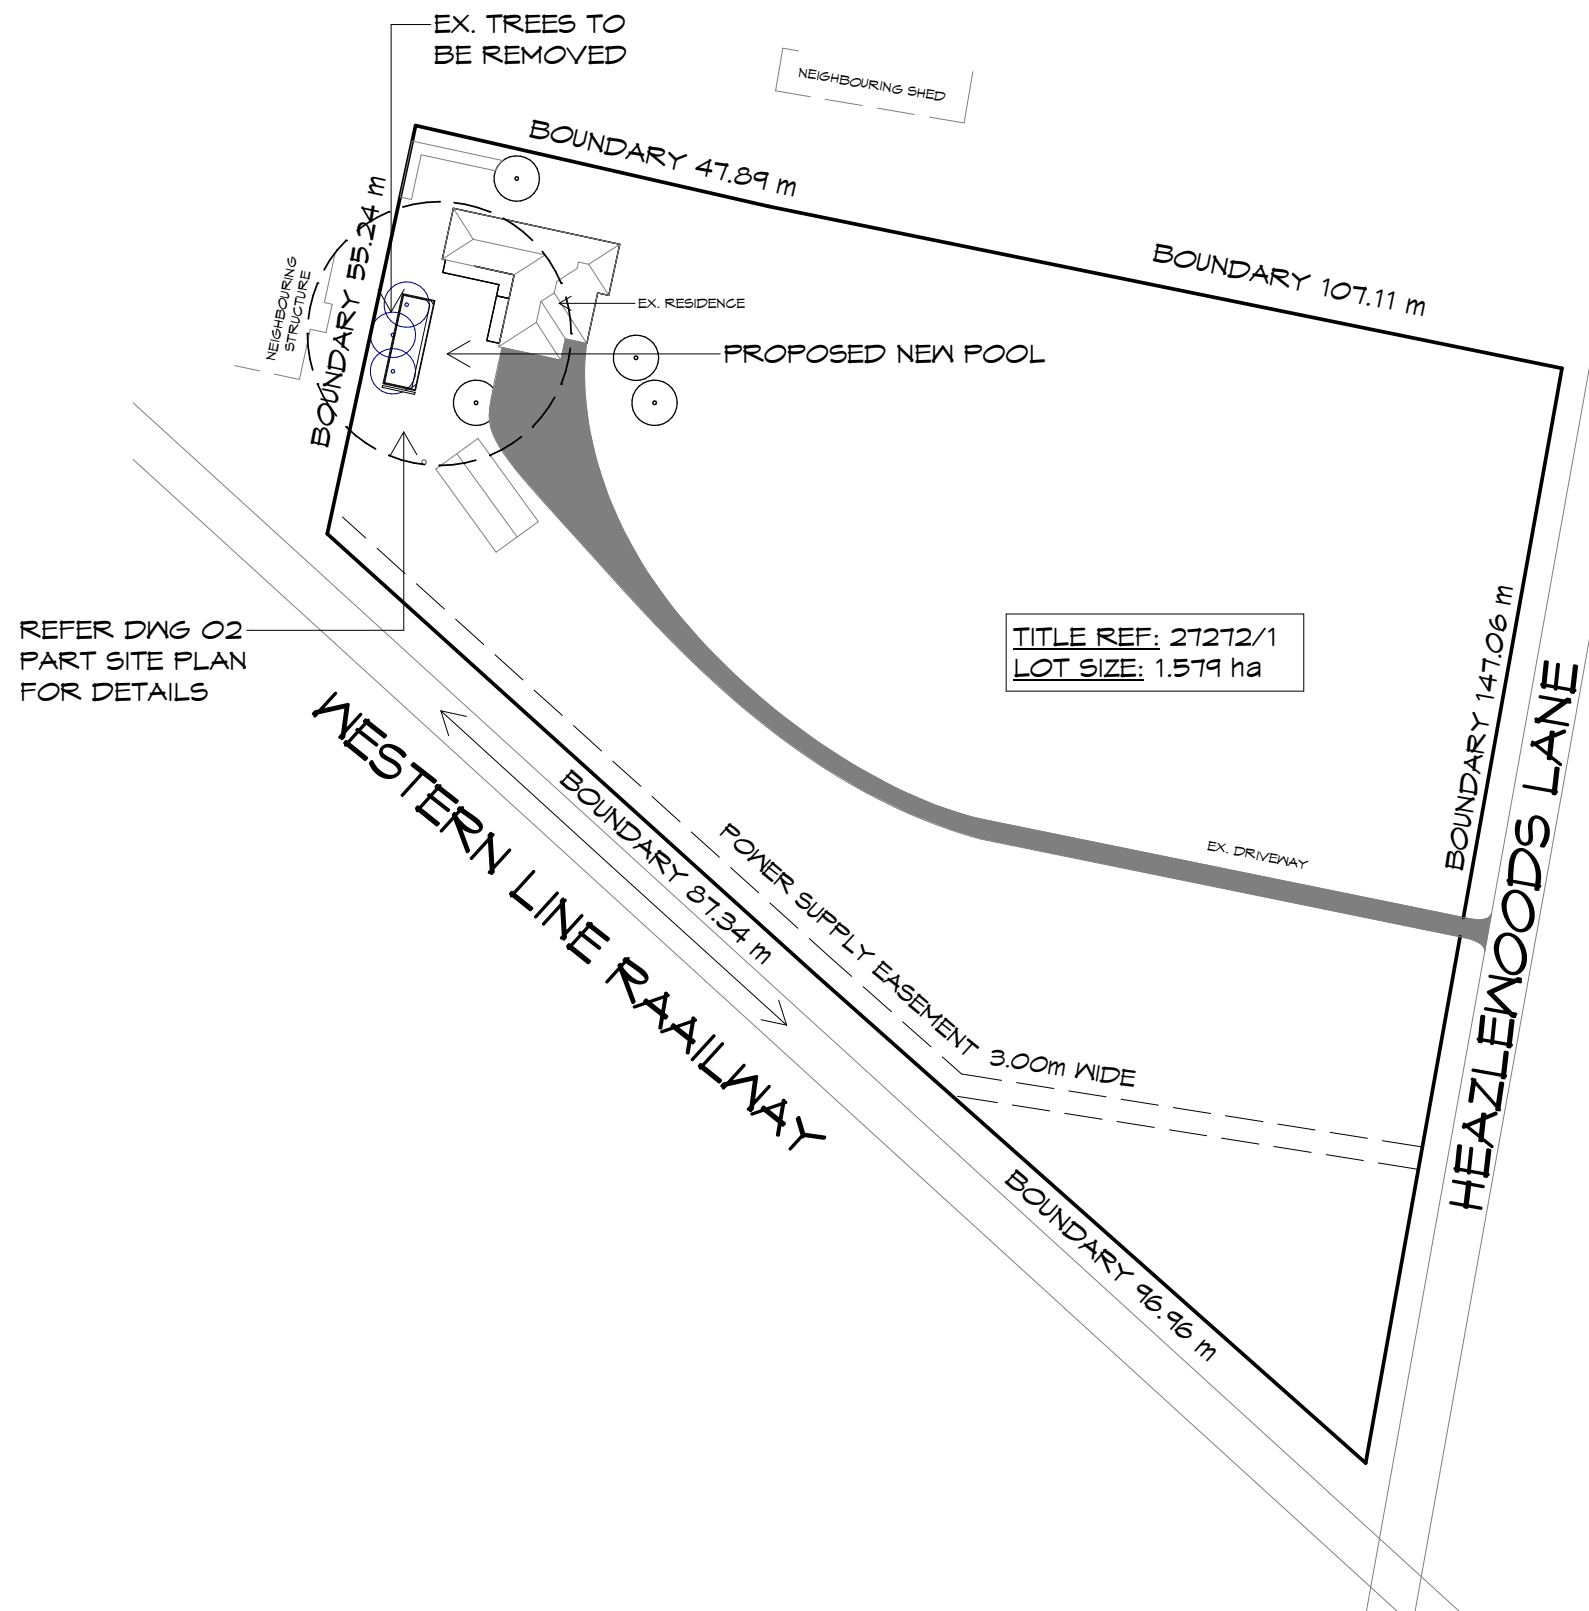 EX. TREES TO
BE REMOVED
NEIGHBOURING SHED
BOUNDARY 47.89 m
BOUNDARY 55.24 m
BOUNDARY 107.11 m
NEIGHBOURING
STRUCTURE
EX. RESIDENCE
PROPOSED NEW POOL
REFER DWG 02
PART SITE PLAN
FOR DETAILS
TITLE REF: 27272/1
LOT SIZE: 1.579 ha
BOUNDARY 147.06 m
HEAZLEWOODS LANE
WESTERN LINE RAAILWAY
BOUNDARY 87.34 m
POWER SUPPLY EASEMENT 3.00m WIDE
EX. DRIVEWAY
BOUNDARY 96.96 m